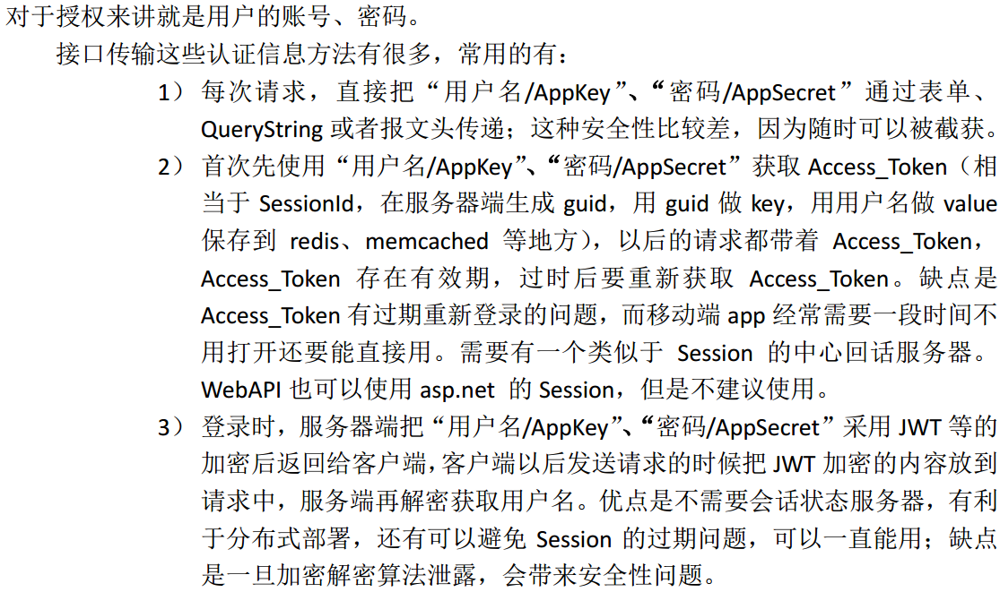 对于授权来讲就是用户的账号、密码。
接口传输这些认证信息方法有很多，常用的有：
1） 每次请求，直接把“用户名/AppKey”、“密码/AppSecret”通过表单、
QueryString 或者报文头传递；这种安全性比较差，因为随时可以被截获。
2） 首次先使用“用户名/AppKey”、“密码/AppSecret”获取 Access_Token（相
当于 SessionId，在服务器端生成 guid，用 guid 做 key，用用户名做 value
保存到 redis、memcached 等地方），以后的请求都带着 Access_Token，
Access_Token 存在有效期，过时后要重新获取 Access_Token。缺点是
Access_Token 有过期重新登录的问题，而移动端 app 经常需要一段时间不
用打开还要能直接用。需要有一个类似于 Session 的中心回话服务器。
WebAPI 也可以使用 asp.net 的 Session，但是不建议使用。
3） 登录时，服务器端把“用户名/AppKey”、“密码/AppSecret”采用 JWT 等的
加密后返回给客户端，客户端以后发送请求的时候把 JWT 加密的内容放到
请求中，服务端再解密获取用户名。优点是不需要会话状态服务器，有利
于分布式部署，还有可以避免 Session 的过期问题，可以一直能用；缺点
是一旦加密解密算法泄露，会带来安全性问题。